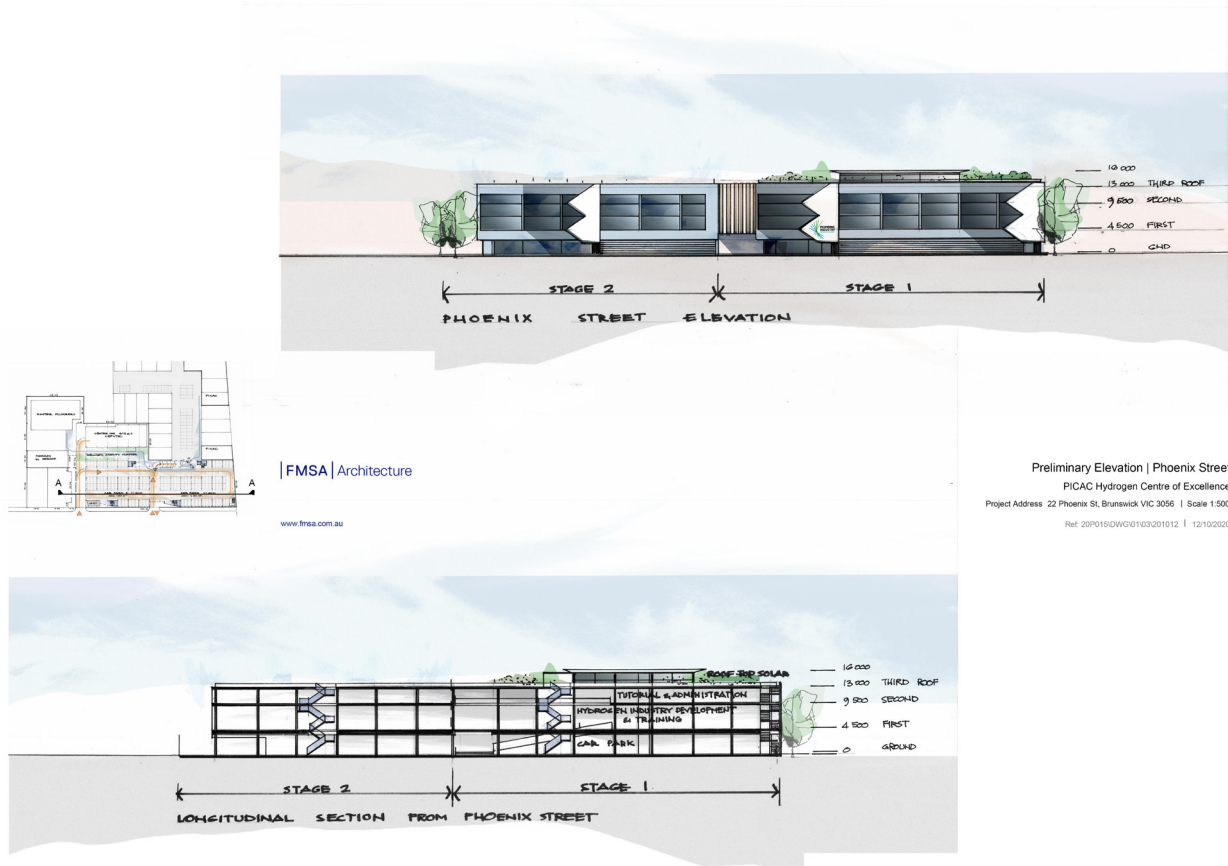 16 000
13 000 THIRD ROOF
9 500 SECOND
4 500 FIRST
0 GND
STAGE 2 STAGE 1
PHOENIX STREET ELEVATION
PICAC
PICAC
A A
FMSA Architecture
www.fmsa.com.au
Preliminary Elevation | Phoenix Street
PICAC Hydrogen Centre of Excellence
Project Address 22 Phoenix St, Brunswick VIC 3056 | Scale 1:500
Ref: 20P015\DWG\01\03\201012 | 12/10/2020
ROOF TOP SOLAR
TUTORIAL & ADMINISTRATION
HYDROGEN INDUSTRY DEVELOPMENT
& TRAINING
CAR PARK
16 000
13 000 THIRD ROOF
9 500 SECOND
4 500 FIRST
0 GROUND
STAGE 2 STAGE 1
LONGITUDINAL SECTION FROM PHOENIX STREET